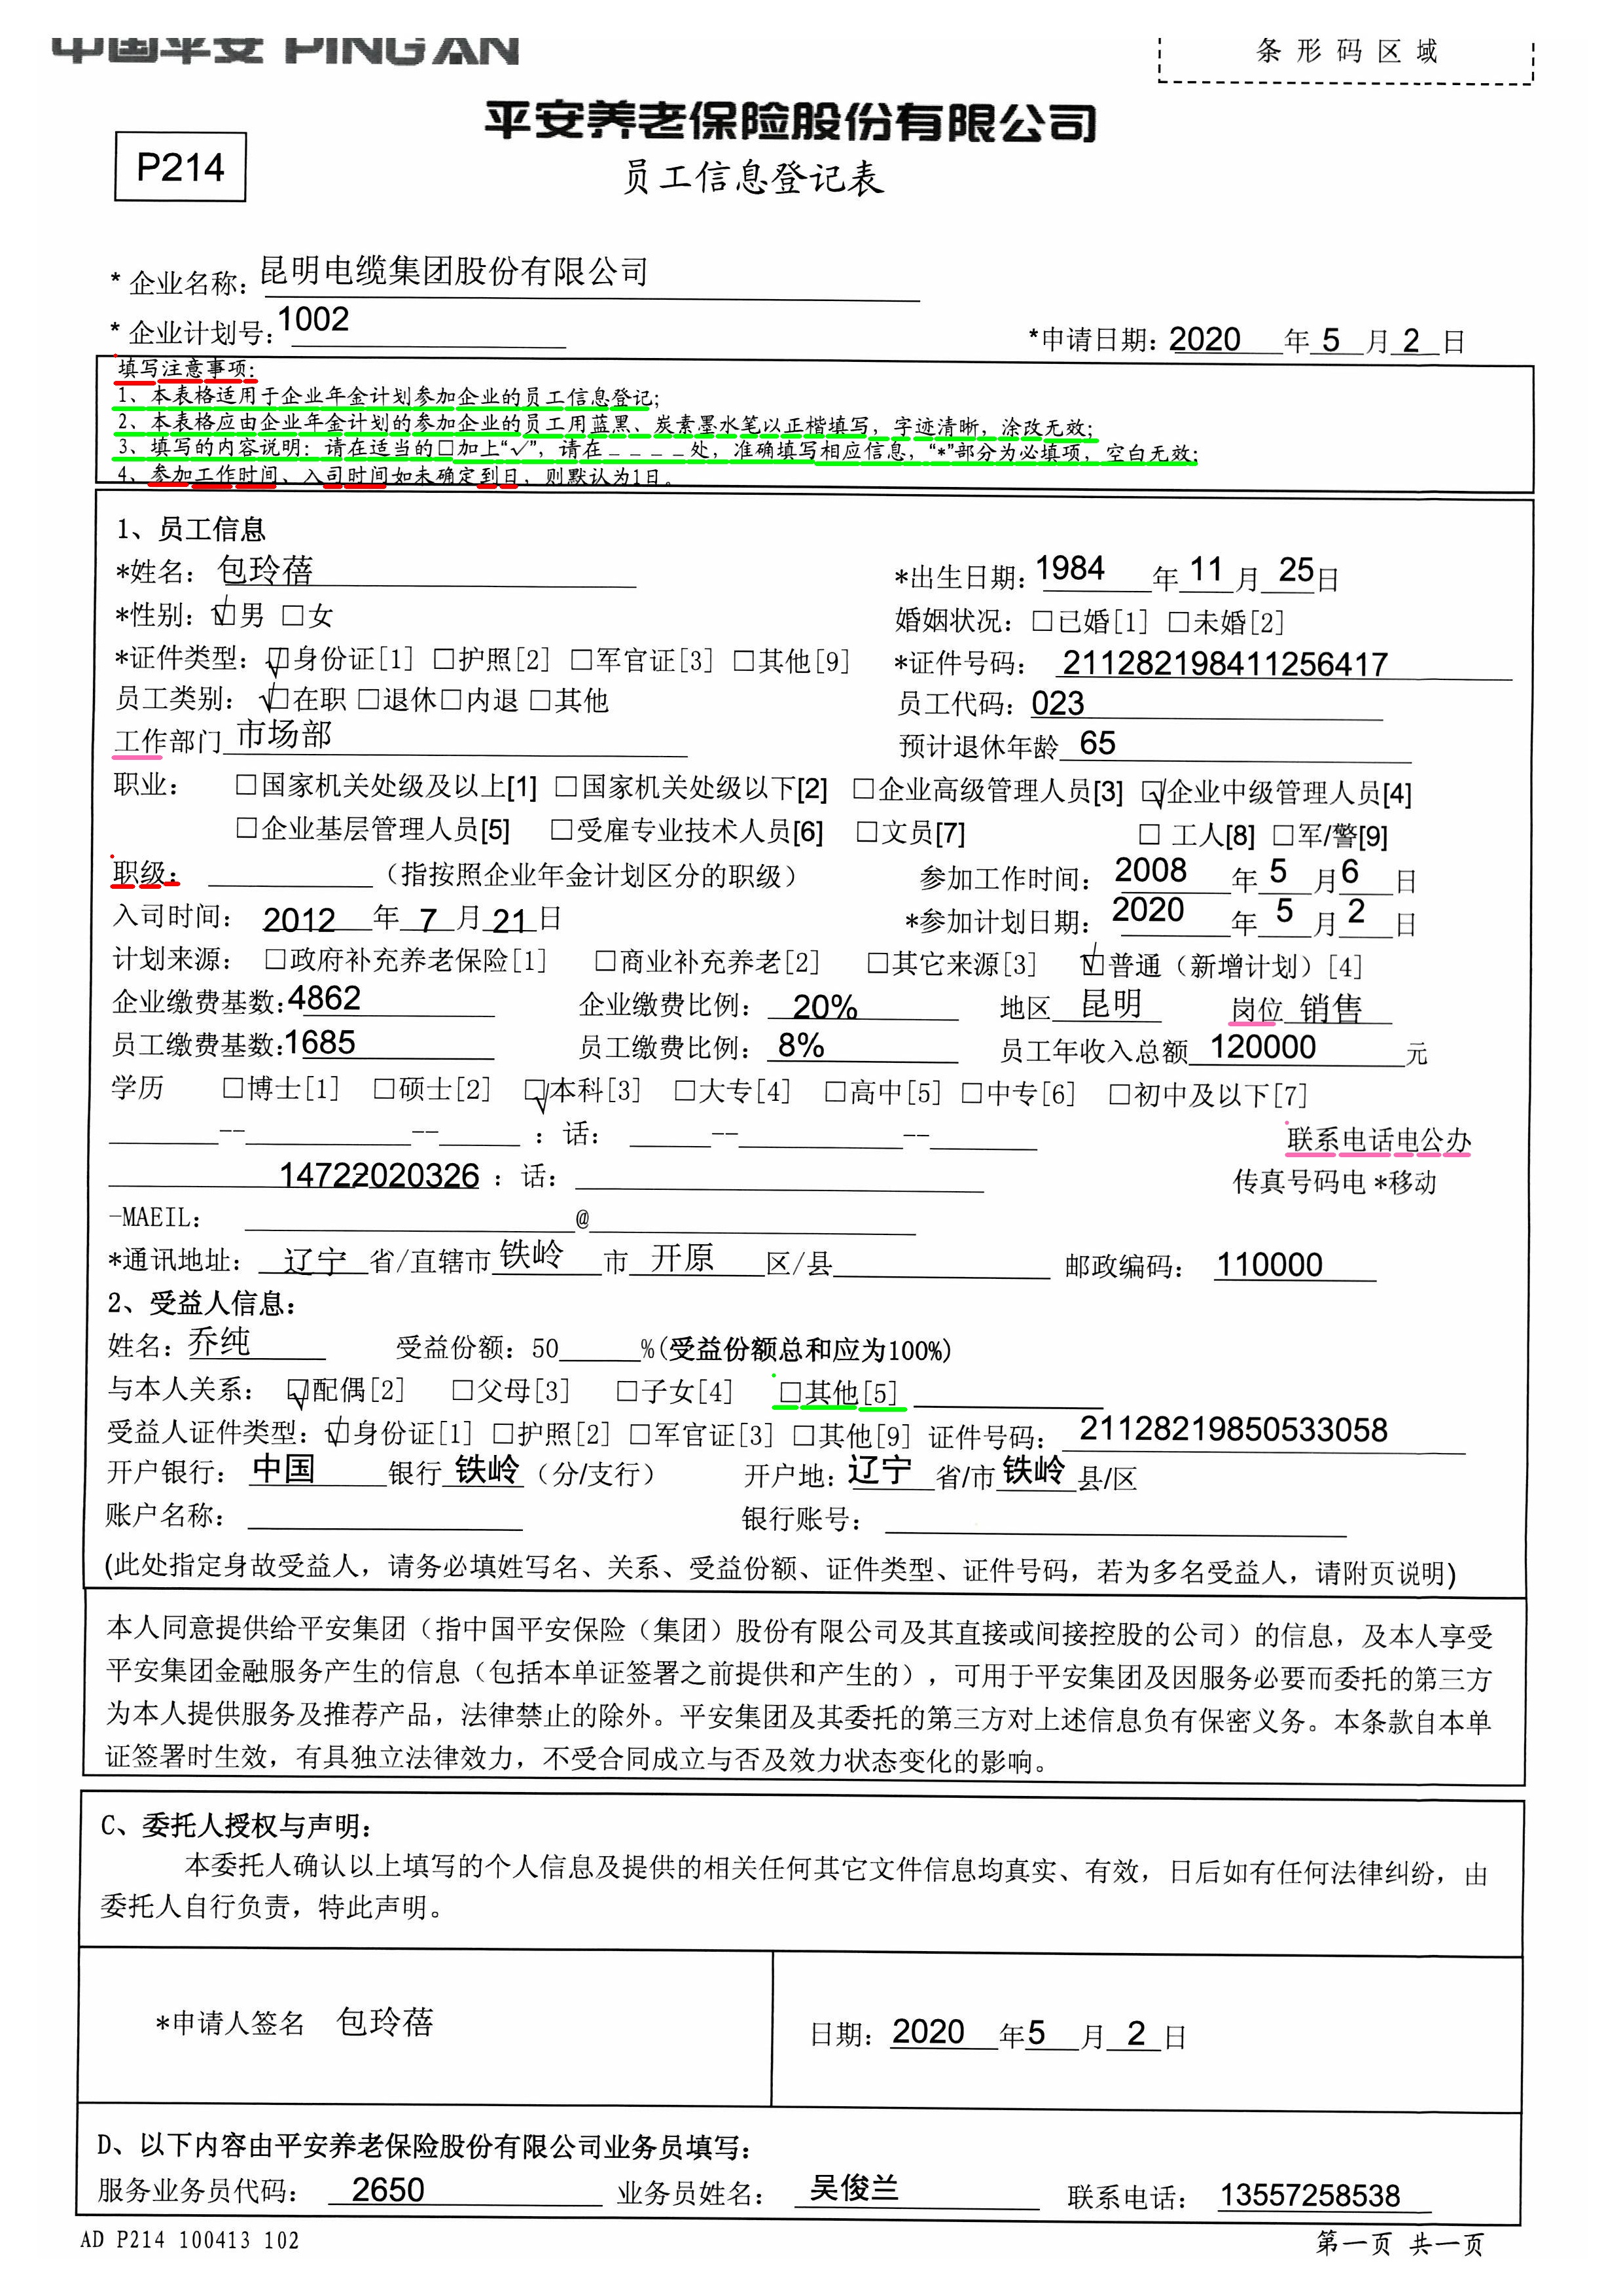 中国平安 PING AN
条形码区域
平安养老保险股份有限公司
P214
员工信息登记表
* 企业名称: 昆明电缆集团股份有限公司
* 企业计划号: 1002 *申请日期: 2020 年 5 月 2 日
填写注意事项:
1、本表格适用于企业年金计划参加企业的员工信息登记;
2、本表格应由企业年金计划的参加企业的员工用蓝黑、炭素墨水笔以正楷填写，字迹清晰，涂改无效;
3、填写的内容说明：请在适当的□加上“√”，请在____处，准确填写相应信息，“*”部分为必填项，空白无效;
4、参加工作时间、入司时间如未确定到日，则默认为1日。
1、员工信息
*姓名: 包玲蓓 *出生日期: 1984 年 11 月 25 日
*性别: √□男 □女 婚姻状况: □已婚[1] □未婚[2]
*证件类型: √□身份证[1] □护照[2] □军官证[3] □其他[9] *证件号码: 211282198411256417
员工类别: √□在职 □退休□内退 □其他 员工代码: 023
工作部门 市场部 预计退休年龄 65
职业: □国家机关处级及以上[1] □国家机关处级以下[2] □企业高级管理人员[3] √□企业中级管理人员[4]
□企业基层管理人员[5] □受雇专业技术人员[6] □文员[7] □ 工人[8] □军/警[9]
职级: ______（指按照企业年金计划区分的职级） 参加工作时间: 2008 年 5 月 6 日
入司时间: 2012 年 7 月 21 日 *参加计划日期: 2020 年 5 月 2 日
计划来源: □政府补充养老保险[1] □商业补充养老[2] □其它来源[3] √□普通（新增计划）[4]
企业缴费基数: 4862 企业缴费比例: 20% 地区 昆明 岗位 销售
员工缴费基数: 1685 员工缴费比例: 8% 员工年收入总额 120000 元
学历 □博士[1] □硕士[2] √□本科[3] □大专[4] □高中[5] □中专[6] □初中及以下[7]
______--______--______ : 话: ______--______--______ 联系电话电公办
14722020326 : 话: ______ 传真号码电 *移动
-MAEIL: ______@______
*通讯地址: 辽宁 省/直辖市 铁岭 市 开原 区/县______ 邮政编码: 110000
2、受益人信息:
姓名: 乔纯 受益份额: 50______%(受益份额总和应为100%)
与本人关系: √□配偶[2] □父母[3] □子女[4] □其他[5] ______
受益人证件类型: √□身份证[1] □护照[2] □军官证[3] □其他[9] 证件号码: 21128219850533058
开户银行: 中国 银行 铁岭 （分/支行） 开户地: 辽宁 省/市 铁岭 县/区
账户名称: ______ 银行账号: ______
(此处指定身故受益人，请务必填姓写名、关系、受益份额、证件类型、证件号码，若为多名受益人，请附页说明)
本人同意提供给平安集团（指中国平安保险（集团）股份有限公司及其直接或间接控股的公司）的信息，及本人享受
平安集团金融服务产生的信息（包括本单证签署之前提供和产生的），可用于平安集团及因服务必要而委托的第三方
为本人提供服务及推荐产品，法律禁止的除外。平安集团及其委托的第三方对上述信息负有保密义务。本条款自本单
证签署时生效，有具独立法律效力，不受合同成立与否及效力状态变化的影响。
C、委托人授权与声明:
本委托人确认以上填写的个人信息及提供的相关任何其它文件信息均真实、有效，日后如有任何法律纠纷，由
委托人自行负责，特此声明。
*申请人签名 包玲蓓 日期: 2020 年 5 月 2 日
D、以下内容由平安养老保险股份有限公司业务员填写:
服务业务员代码: 2650 业务员姓名: 吴俊兰 联系电话: 13557258538
AD P214 100413 102 第一页 共一页